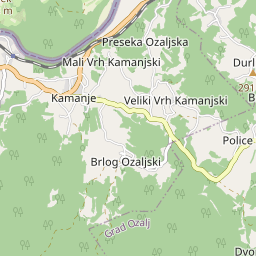 Preseka Ozaljska
Mali Vrh Kamanjski
Durl
291
Kamanje
Veliki Vrh Kamanjski
B
Police
Brlog Ozaljski
Grad Ozalj
Dvo
m